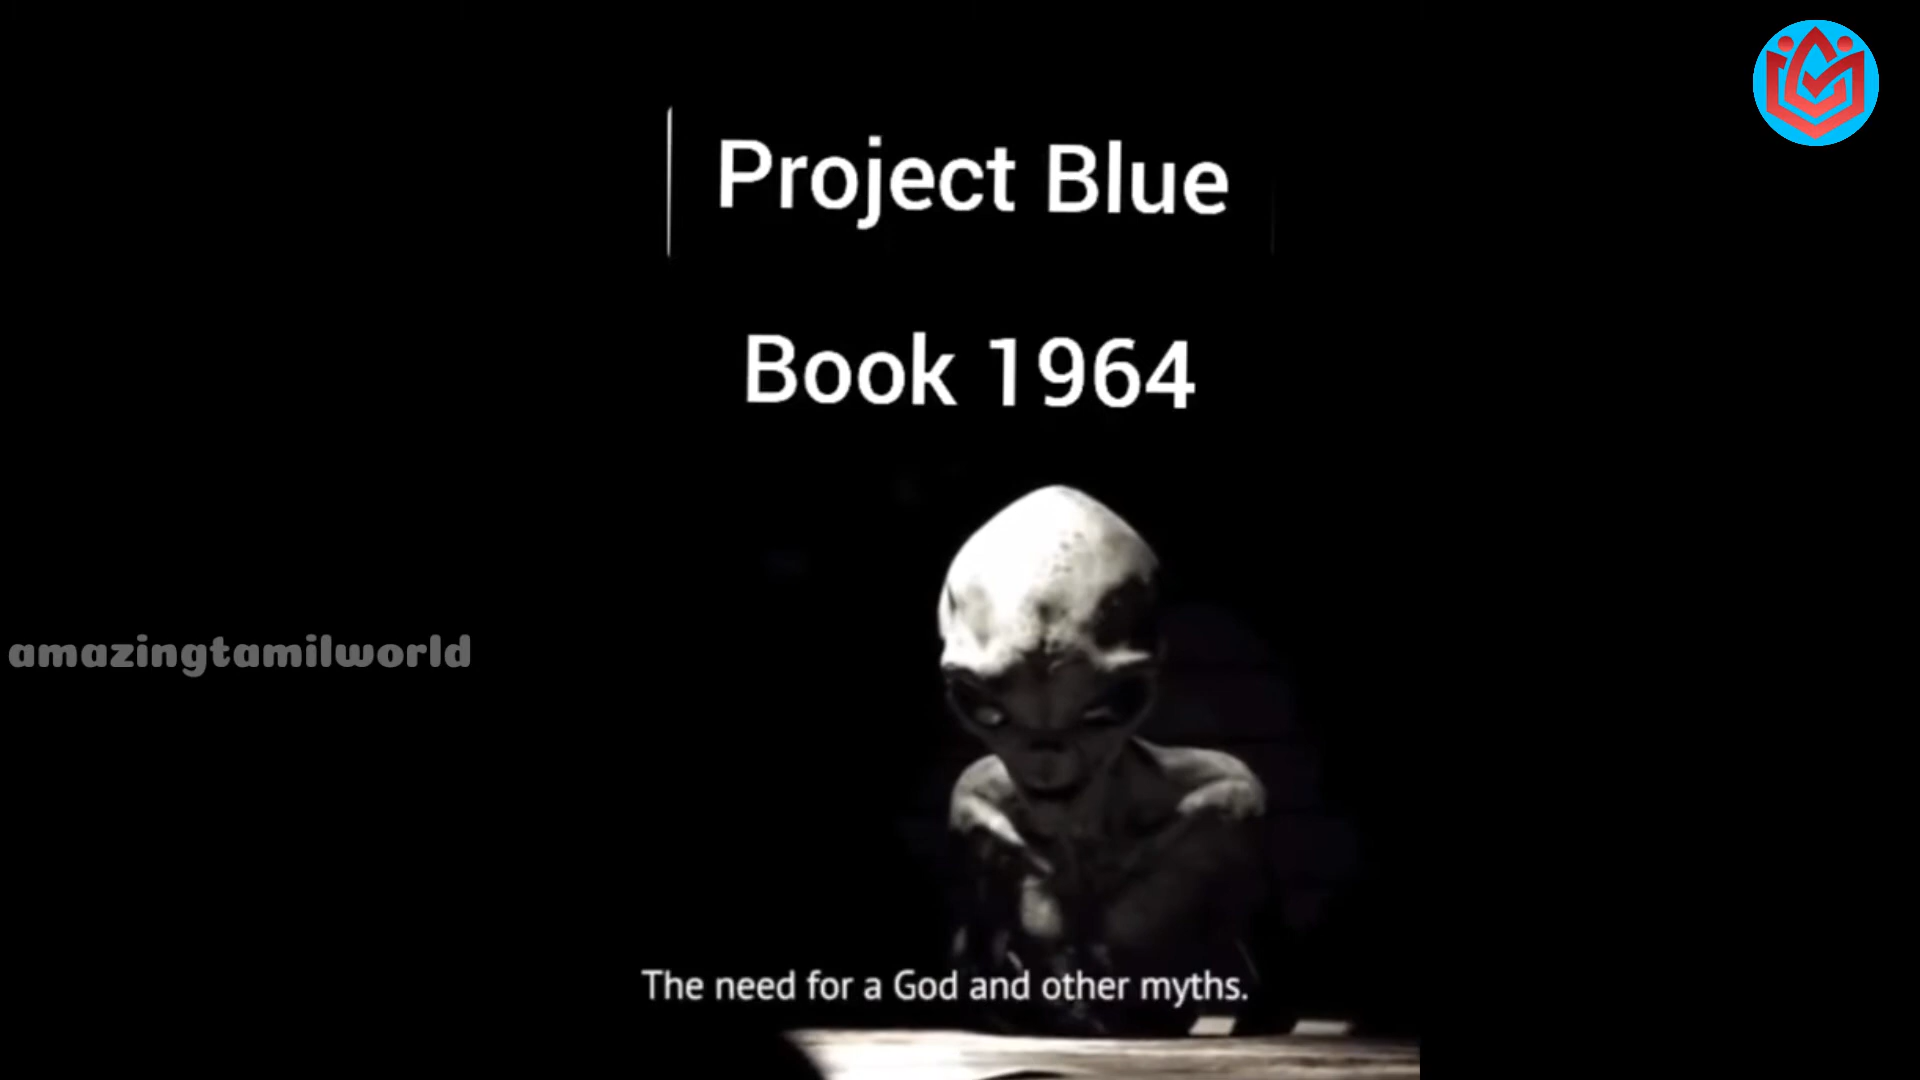 Project Blue
Book 1964
amazingtamilworld
The need for a God and other myths.